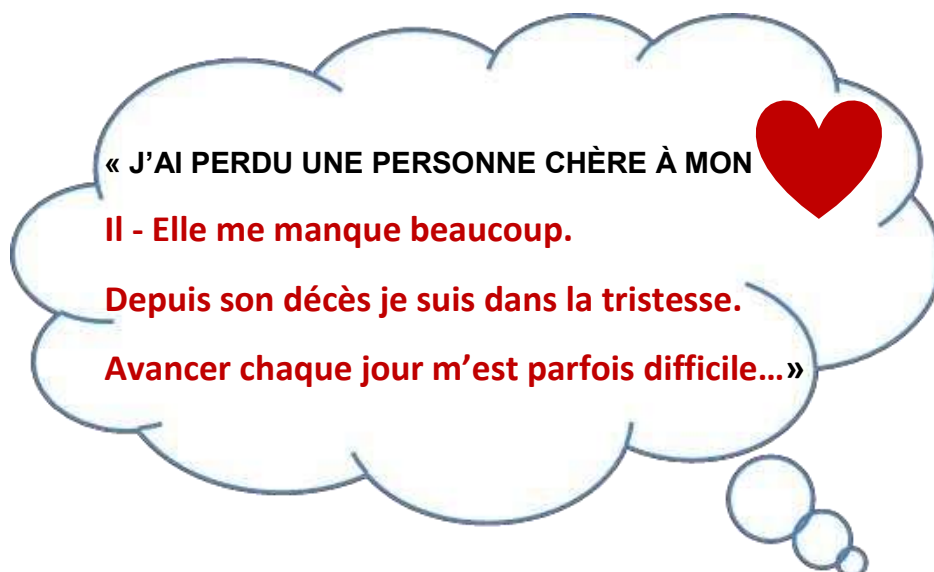 « J’AI PERDU UNE PERSONNE CHÈRE À MON
Il - Elle me manque beaucoup.
Depuis son décès je suis dans la tristesse.
Avancer chaque jour m’est parfois difficile…»